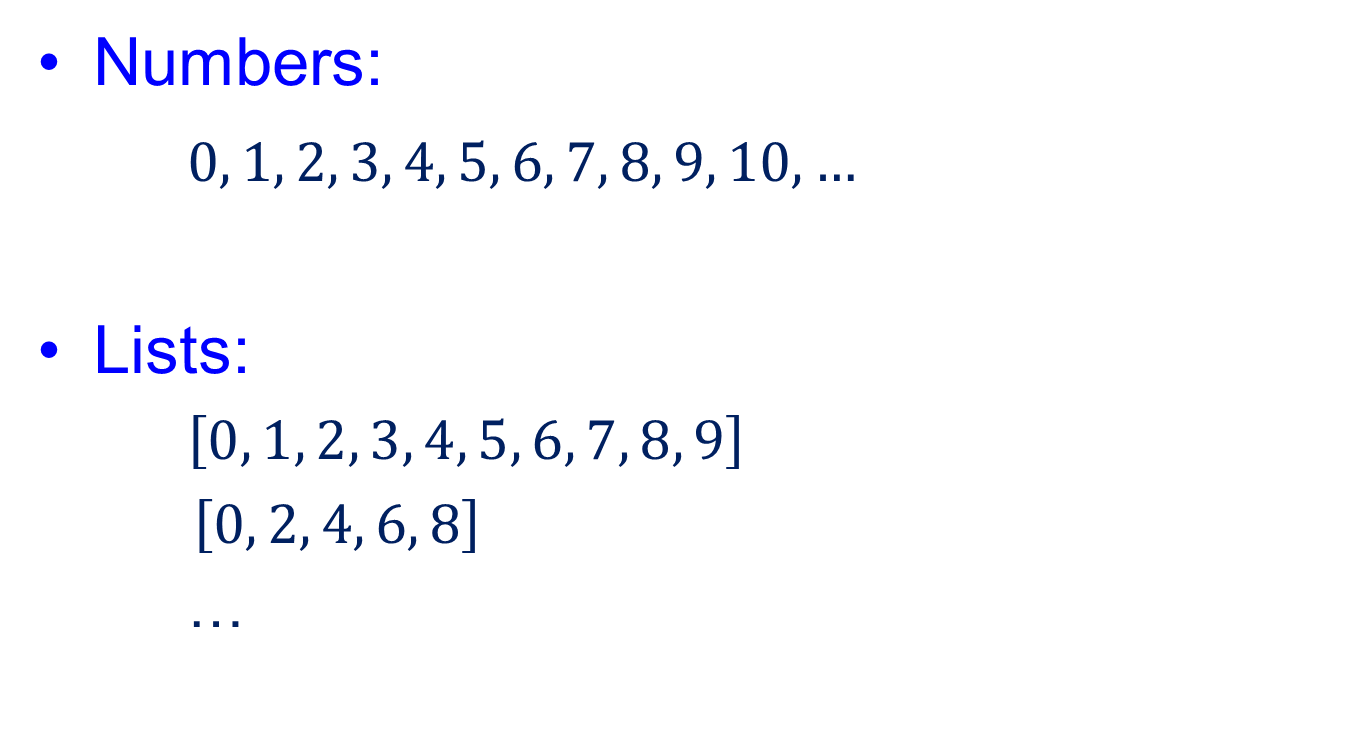 • Numbers:
0, 1, 2, 3, 4, 5, 6, 7, 8, 9, 10, ...
• Lists:
[0, 1, 2, 3, 4, 5, 6, 7, 8, 9]
[0, 2, 4, 6, 8]
...